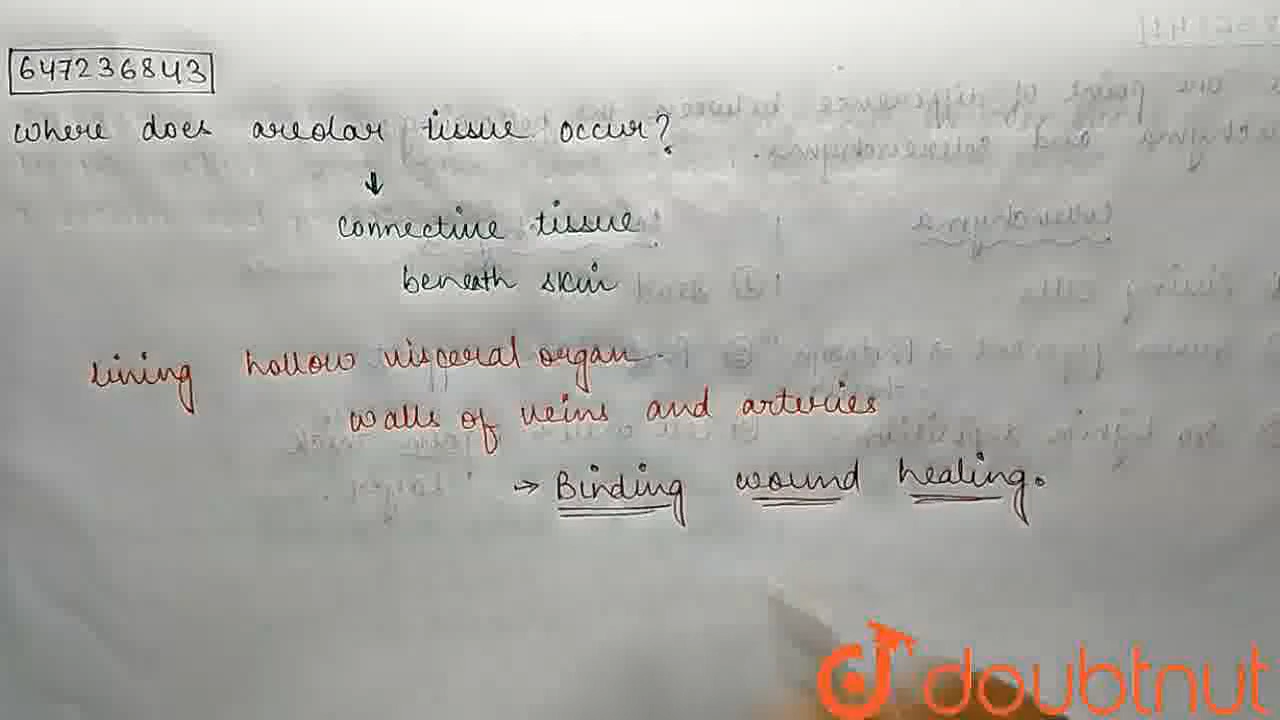 647236843
where does areolar tissue occur?
↓
connective tissue
beneath skin
lining hollow visceral organ.
walls of veins and arteries
→ Binding wound healing.
doubtnut